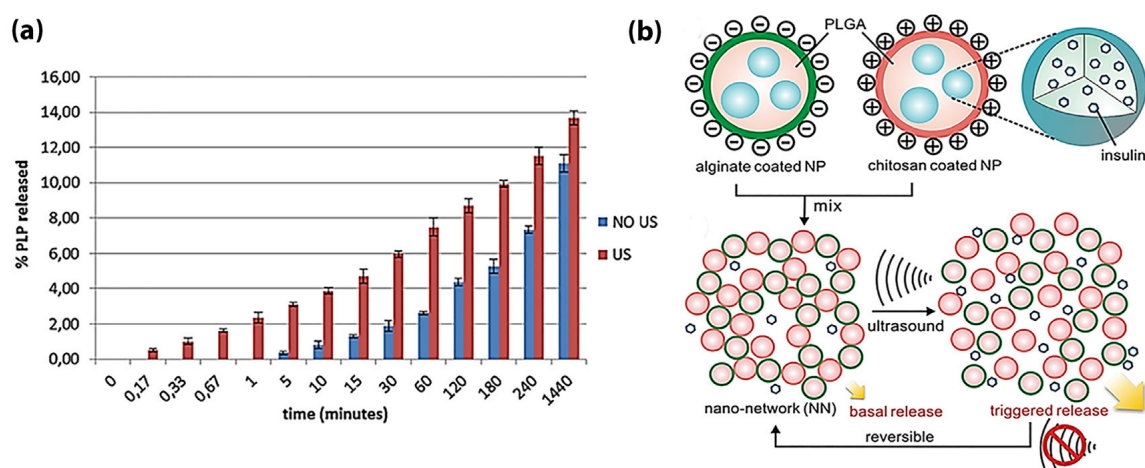 (a)
% PLP released
16,00
14,00
12,00
10,00
8,00
6,00
4,00
2,00
0,00
0
0,17
0,33
0,67
1
5
10
15
30
60
120
180
240
1440
time (minutes)
NO US
US
(b)
PLGA
alginate coated NP
chitosan coated NP
insulin
mix
ultrasound
nano-network (NN)
basal release
triggered release
reversible